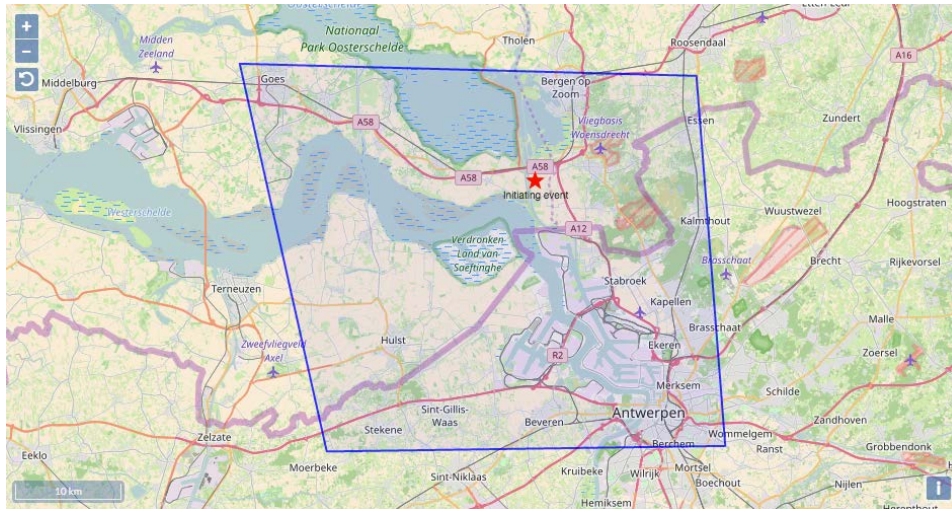 Oosterschelde
Etten-Leur
Nationaal
Park Oosterschelde
Tholen
Roosendaal
Midden
Zeeland
A16
Middelburg
Goes
Bergen op
Zoom
Vlissingen
A58
Vliegbasis
Woensdrecht
Essen
Zundert
A58
A58
Initiating event
Hoogstraten
Westerschelde
Verdronken
Land van
Saeftinghe
A12
Kalmthout
Wuustwezel
Brasschaat
Brecht
Rijkevorsel
Terneuzen
Stabroek
Kapellen
Malle
Brasschaat
Zweefvliegveld
Axel
Hulst
R2
Ekeren
Zoersel
Merksem
Schilde
Sint-Gillis-
Waas
Antwerpen
Zandhoven
Zelzate
Stekene
Beveren
Berchem
Wommelgem
Ranst
Grobbendonk
Eeklo
Moerbeke
Kruibeke
Wilrijk
Mortsel
Boechout
Sint-Niklaas
Nijlen
10 km
Hemiksem
Herenthout